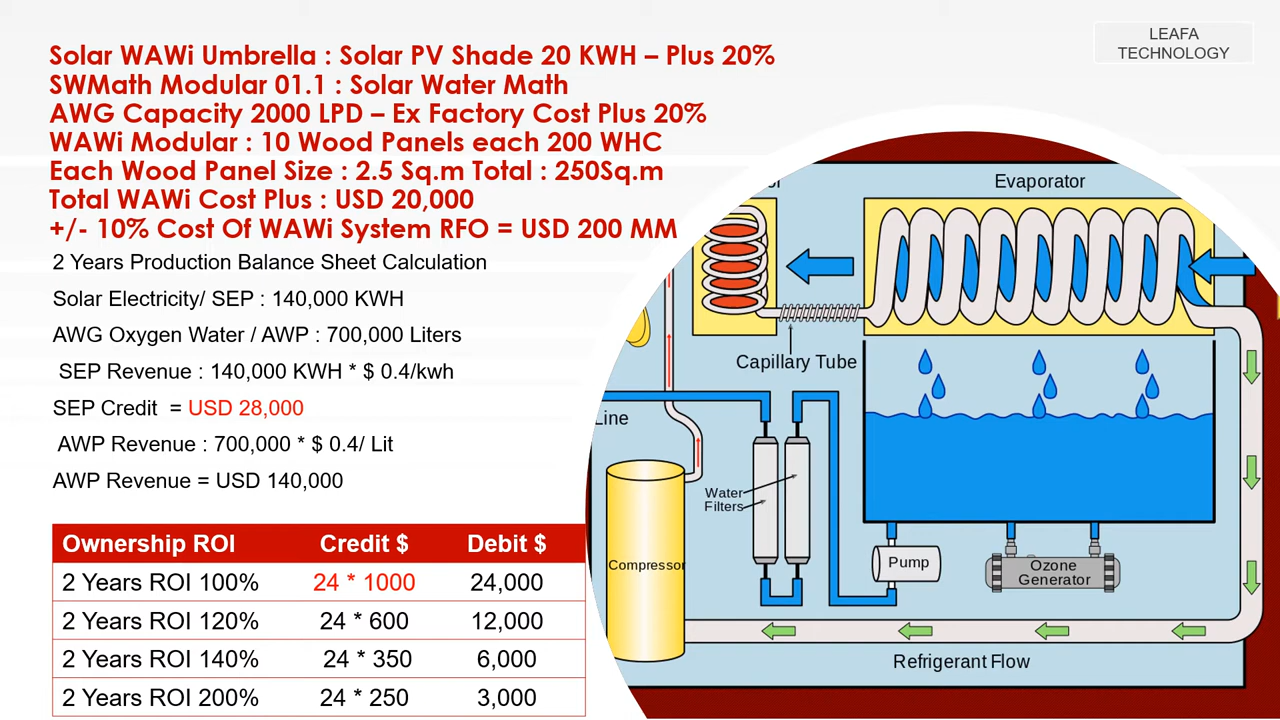 LEAFA
TECHNOLOGY
Solar WAWi Umbrella : Solar PV Shade 20 KWH – Plus 20%
SWMath Modular 01.1 : Solar Water Math
AWG Capacity 2000 LPD – Ex Factory Cost Plus 20%
WAWi Modular : 10 Wood Panels each 200 WHC
Each Wood Panel Size : 2.5 Sq.m Total : 250Sq.m
Total WAWi Cost Plus : USD 20,000
+/- 10% Cost Of WAWi System RFO = USD 200 MM
2 Years Production Balance Sheet Calculation
Solar Electricity/ SEP : 140,000 KWH
AWG Oxygen Water / AWP : 700,000 Liters
SEP Revenue : 140,000 KWH * $ 0.4/kwh
SEP Credit = USD 28,000
AWP Revenue : 700,000 * $ 0.4/ Lit
AWP Revenue = USD 140,000
Ownership ROI Credit $ Debit $
2 Years ROI 100% 24 * 1000 24,000
2 Years ROI 120% 24 * 600 12,000
2 Years ROI 140% 24 * 350 6,000
2 Years ROI 200% 24 * 250 3,000
Evaporator
Capillary Tube
Line
Water
Filters
Compressor
Pump
Ozone
Generator
Refrigerant Flow